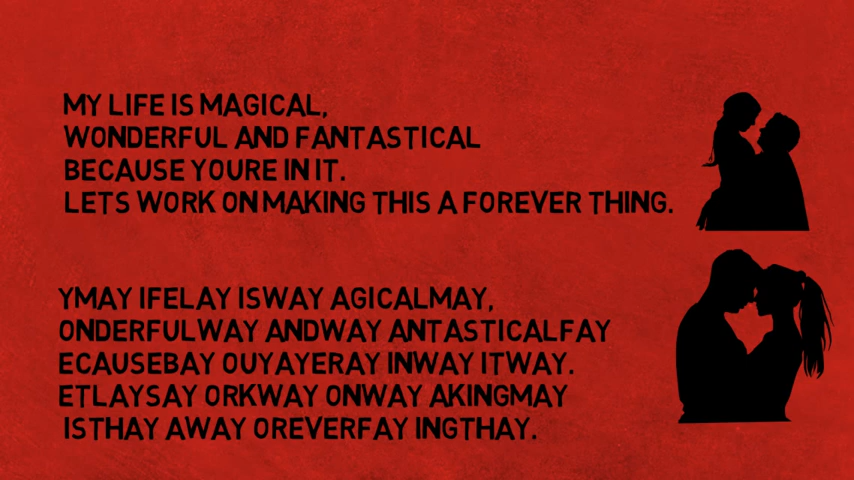 MY LIFE IS MAGICAL,
WONDERFUL AND FANTASTICAL
BECAUSE YOURE IN IT.
LETS WORK ON MAKING THIS A FOREVER THING.
YMAY IFELAY ISWAY AGICALMAY,
ONDERFULWAY ANDWAY ANTASTICALFAY
ECAUSEBAY OUYAYERAY INWAY ITWAY.
ETLAYSAY ORKWAY ONWAY AKINGMAY
ISTHAY AWAY OREVERFAY INGTHAY.